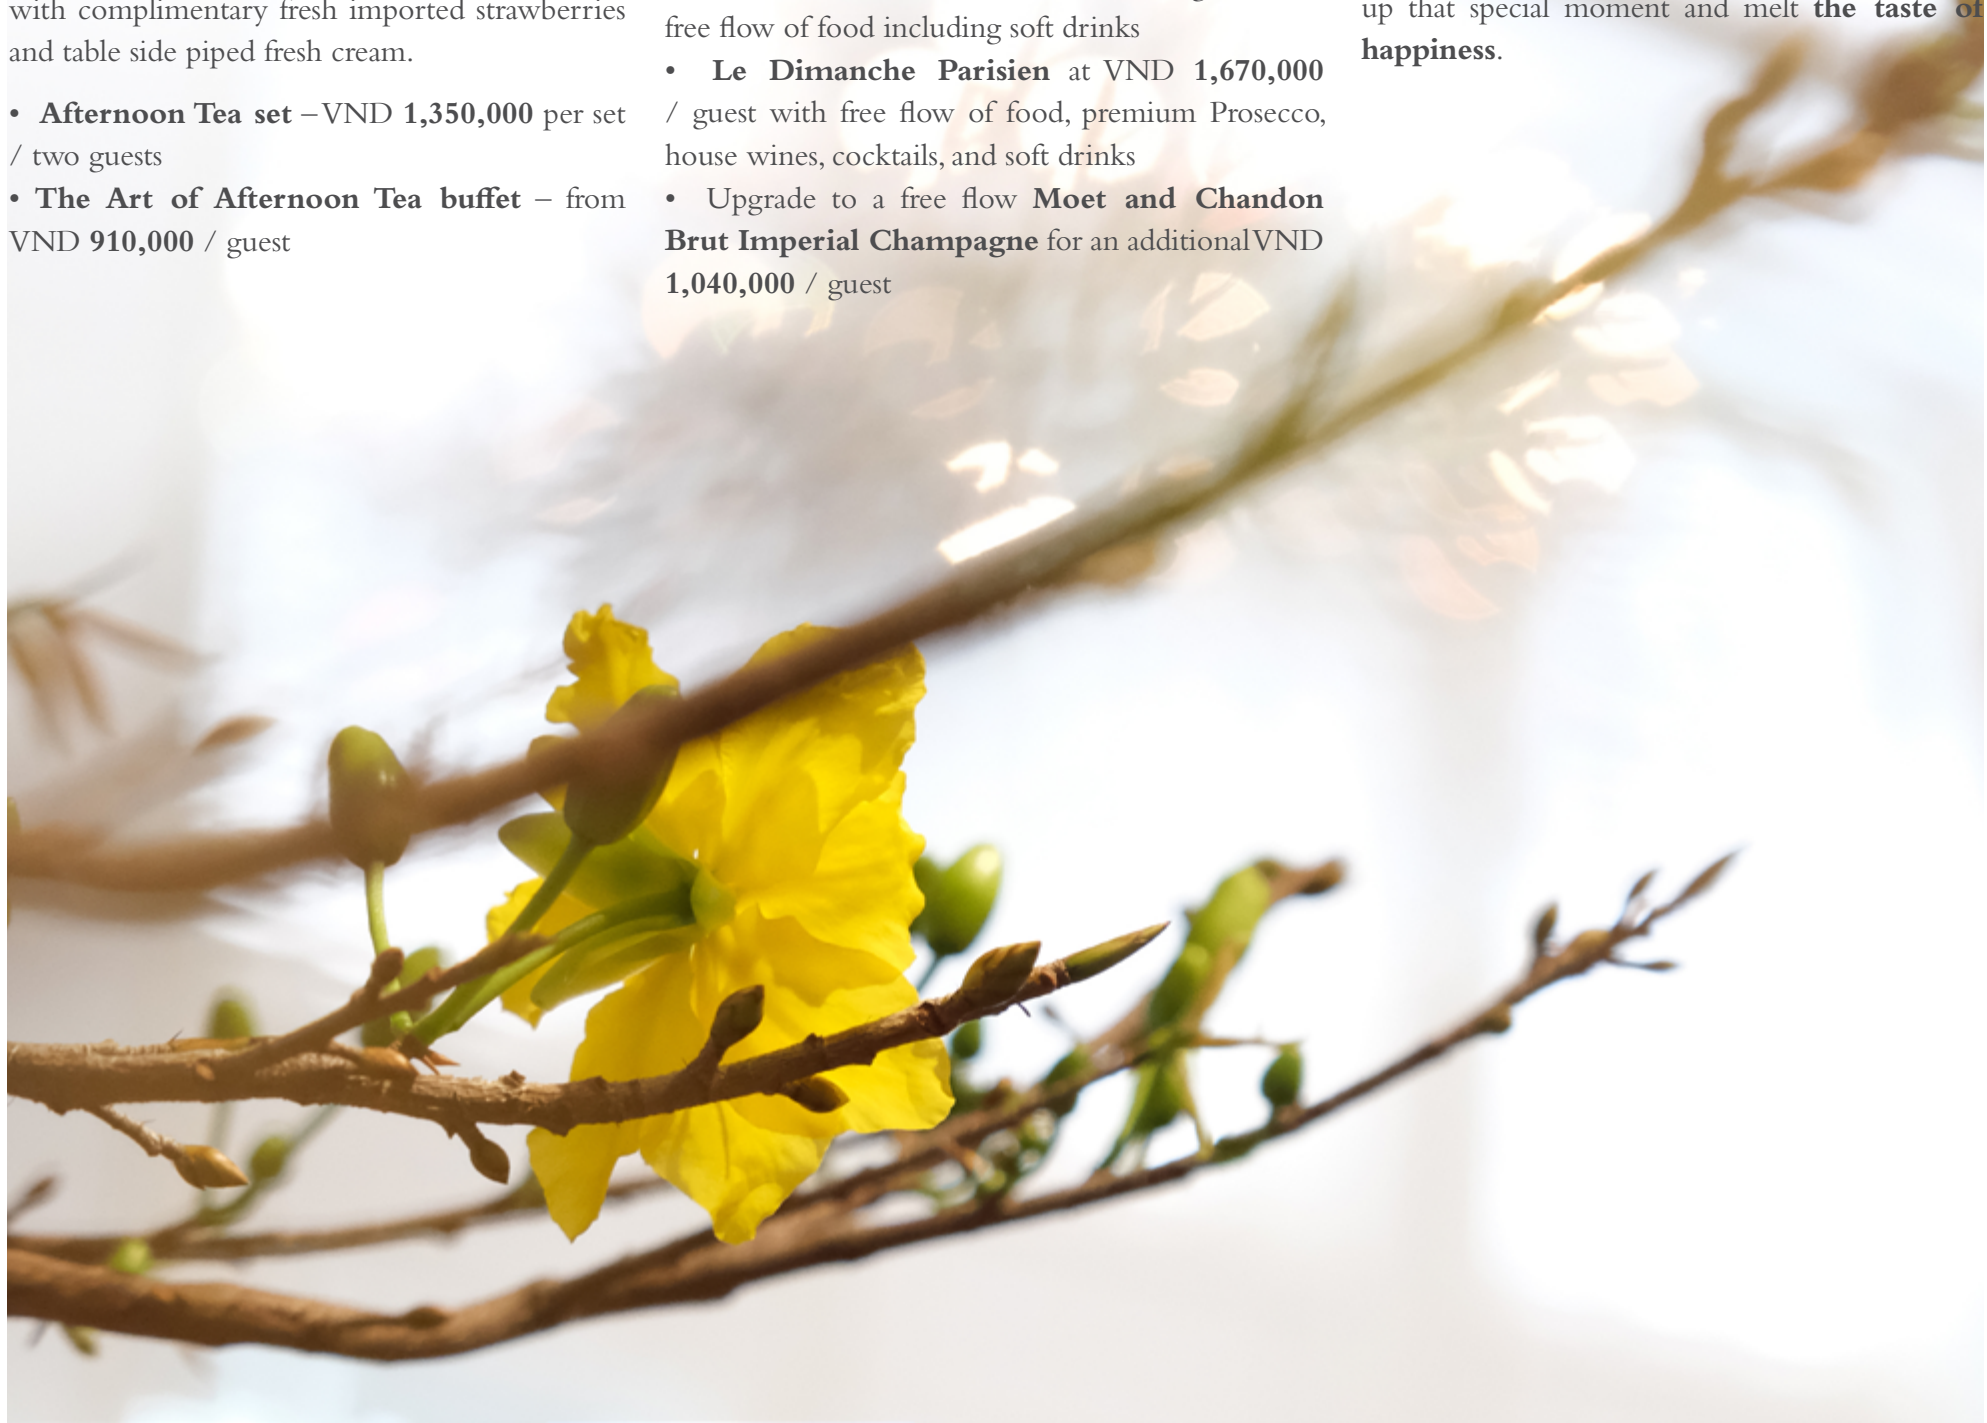 with complimentary fresh imported strawberries
and table side piped fresh cream.
• Afternoon Tea set – VND 1,350,000 per set
/ two guests
• The Art of Afternoon Tea buffet – from
VND 910,000 / guest
free flow of food including soft drinks
• Le Dimanche Parisien at VND 1,670,000
/ guest with free flow of food, premium Prosecco,
house wines, cocktails, and soft drinks
• Upgrade to a free flow Moet and Chandon
Brut Imperial Champagne for an additional VND
1,040,000 / guest
up that special moment and melt the taste of
happiness.